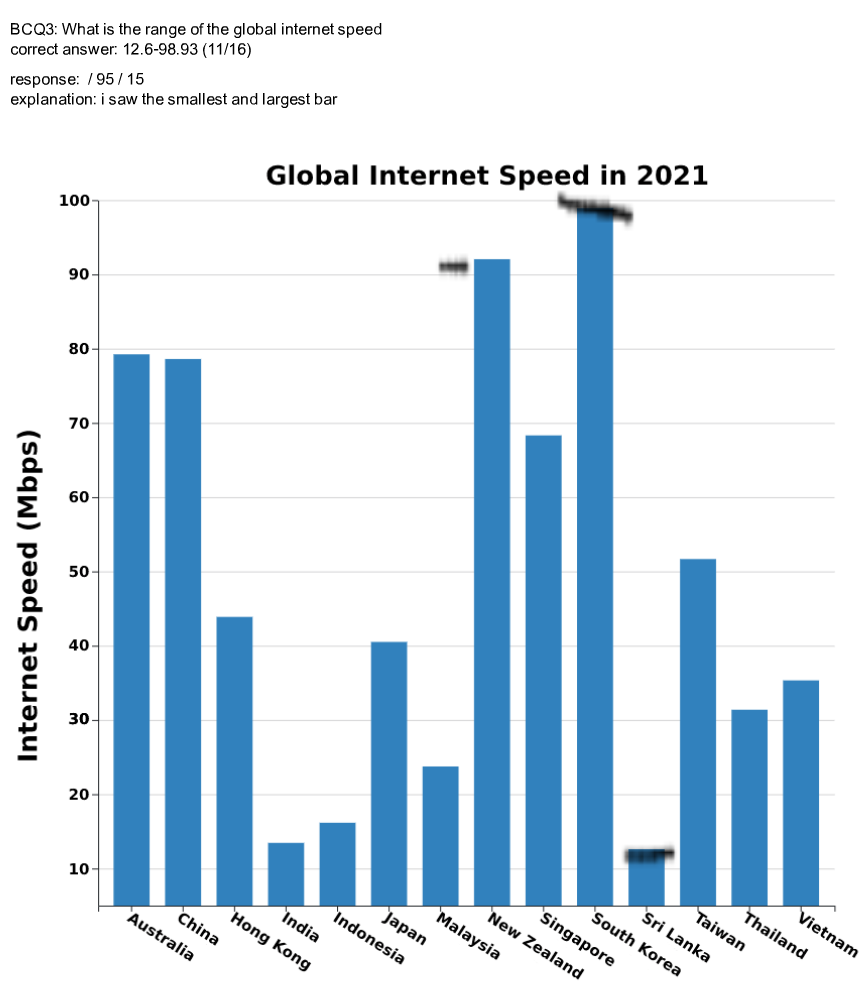 BCQ3: What is the range of the global internet speed
correct answer: 12.6-98.93 (11/16)
response:  / 95 / 15
explanation: i saw the smallest and largest bar
Global Internet Speed in 2021
Internet Speed (Mbps)
100
90
80
70
60
50
40
30
20
10
Australia
China
Hong Kong
India
Indonesia
Japan
Malaysia
New Zealand
Singapore
South Korea
Sri Lanka
Taiwan
Thailand
Vietnam